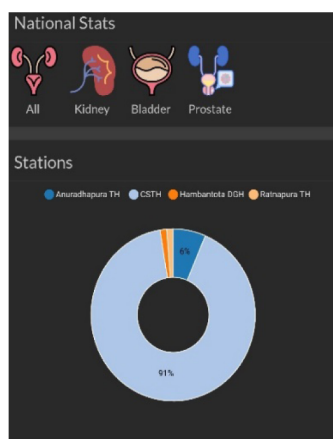 National Stats
All Kidney Bladder Prostate
Stations
Anuradhapura TH CSTH Hambantota DGH Ratnapura TH
6%
91%